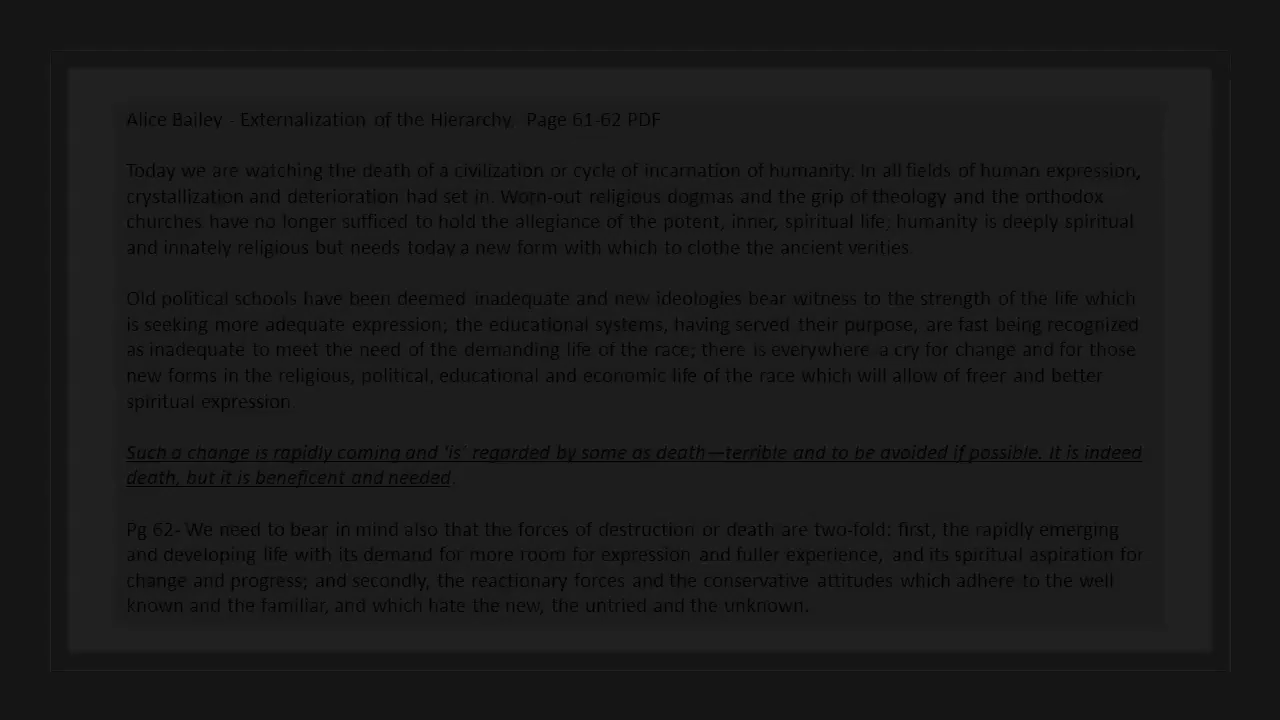 Alice Bailey - Externalization of the Hierarchy. Page 61-62 PDF
Today we are watching the death of a civilization or cycle of incarnation of humanity. In all fields of human expression,
crystallization and deterioration had set in. Worn-out religious dogmas and the grip of theology and the orthodox
churches have no longer sufficed to hold the allegiance of the potent, inner, spiritual life; humanity is deeply spiritual
and innately religious but needs today a new form with which to clothe the ancient verities.
Old political schools have been deemed inadequate and new ideologies bear witness to the strength of the life which
is seeking more adequate expression; the educational systems, having served their purpose, are fast being recognized
as inadequate to meet the need of the demanding life of the race; there is everywhere a cry for change and for those
new forms in the religious, political, educational and economic life of the race which will allow of freer and better
spiritual expression.
Such a change is rapidly coming and 'is' regarded by some as death—terrible and to be avoided if possible. It is indeed
death, but it is beneficent and needed.
Pg 62- We need to bear in mind also that the forces of destruction or death are two-fold: first, the rapidly emerging
and developing life with its demand for more room for expression and fuller experience, and its spiritual aspiration for
change and progress; and secondly, the reactionary forces and the conservative attitudes which adhere to the well
known and the familiar, and which hate the new, the untried and the unknown.